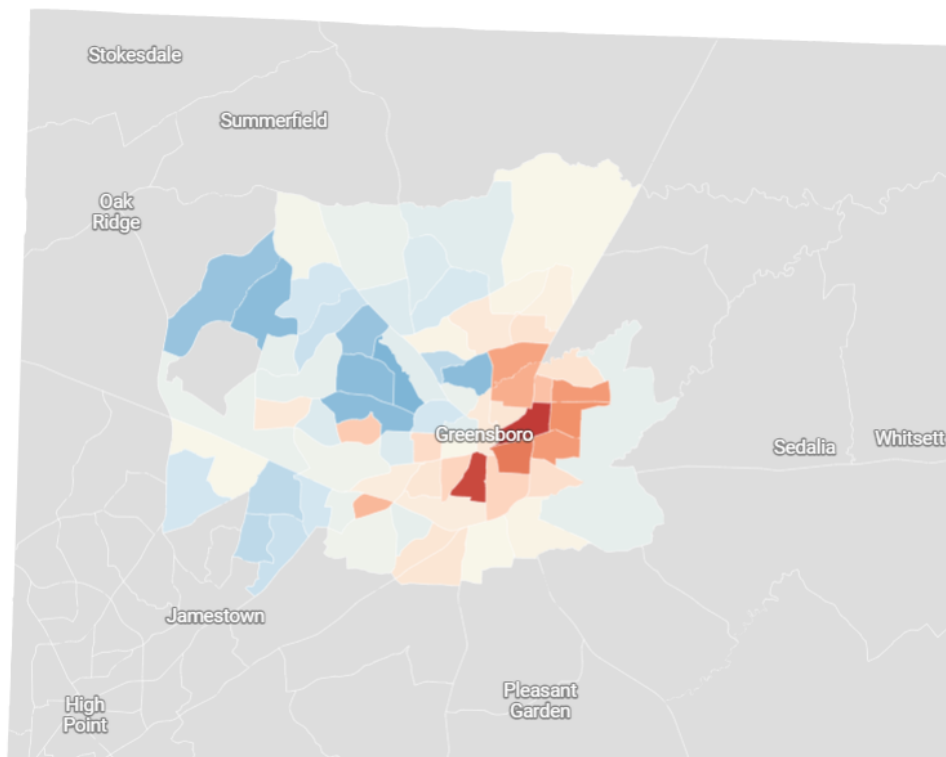 Stokesdale
Summerfield
Oak
Ridge
Greensboro
Sedalia
Whitsett
Jamestown
High
Point
Pleasant
Garden